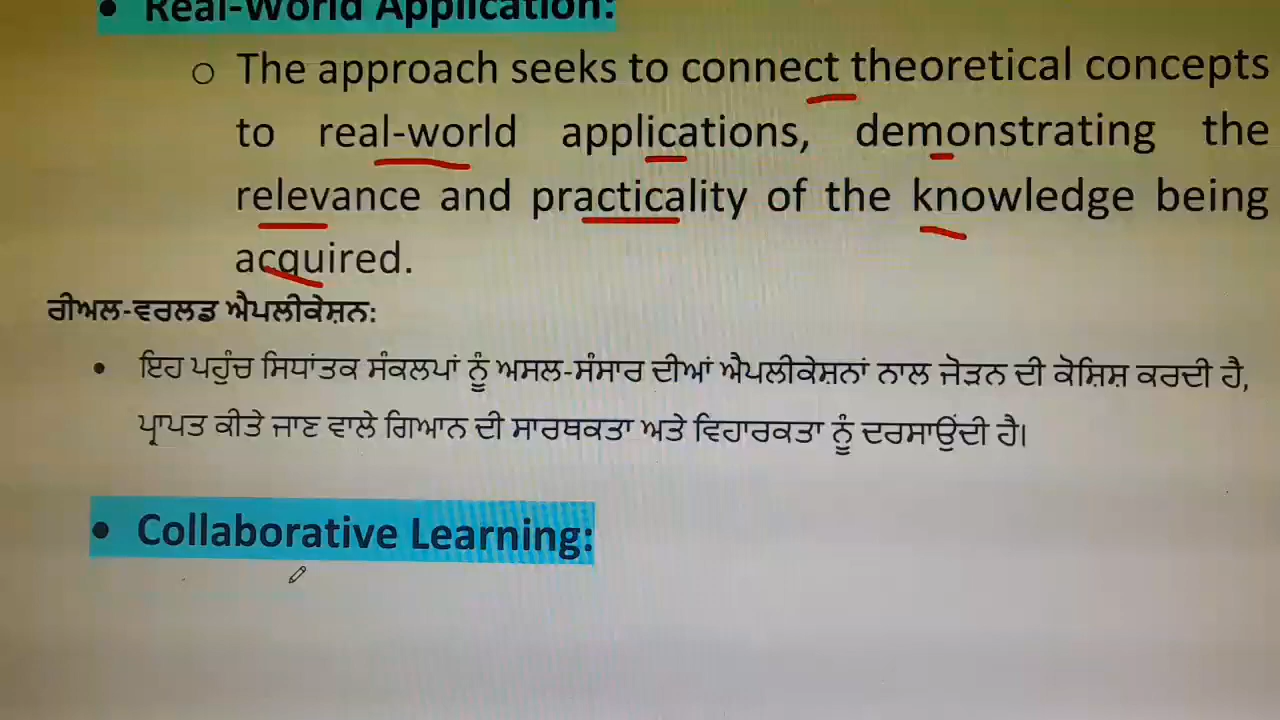 • Real-World Application:
o The approach seeks to connect theoretical concepts
to real-world applications, demonstrating the
relevance and practicality of the knowledge being
acquired.
ਰੀਅਲ-ਵਰਲਡ ਐਪਲੀਕੇਸ਼ਨ:
• ਇਹ ਪਹੁੰਚ ਸਿਧਾਂਤਕ ਸੰਕਲਪਾਂ ਨੂੰ ਅਸਲ-ਸੰਸਾਰ ਦੀਆਂ ਐਪਲੀਕੇਸ਼ਨਾਂ ਨਾਲ ਜੋੜਨ ਦੀ ਕੋਸ਼ਿਸ਼ ਕਰਦੀ ਹੈ,
ਪ੍ਰਾਪਤ ਕੀਤੇ ਜਾਣ ਵਾਲੇ ਗਿਆਨ ਦੀ ਸਾਰਥਕਤਾ ਅਤੇ ਵਿਹਾਰਕਤਾ ਨੂੰ ਦਰਸਾਉਂਦੀ ਹੈ।
• Collaborative Learning: